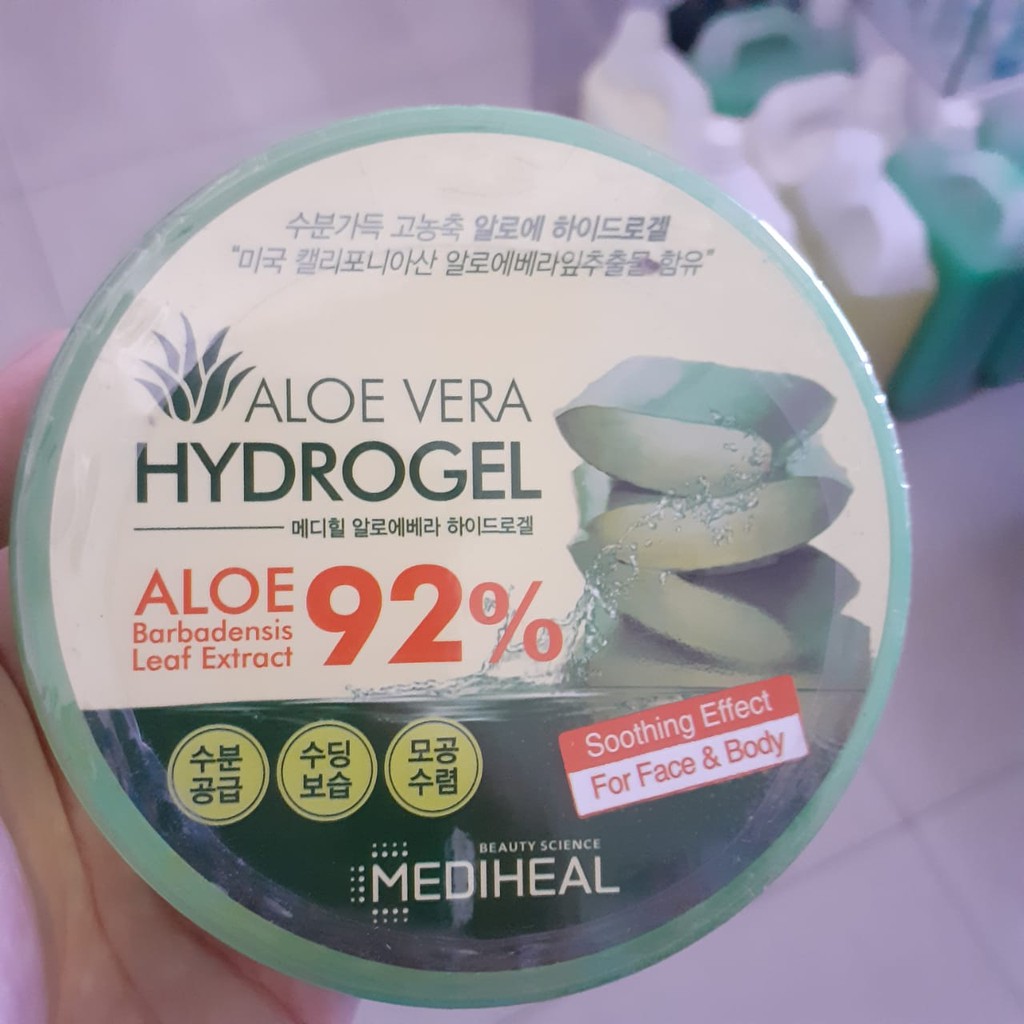 수분가득 고농축 알로에 하이드로겔
"미국 캘리포니아산 알로에베라잎추출물 함유"
ALOE VERA
HYDROGEL
메디힐 알로에베라 하이드로겔
ALOE 92%
Barbadensis
Leaf Extract
수분
공급
수딩
보습
모공
수렴
Soothing Effect
For Face & Body
BEAUTY SCIENCE
MEDIHEAL